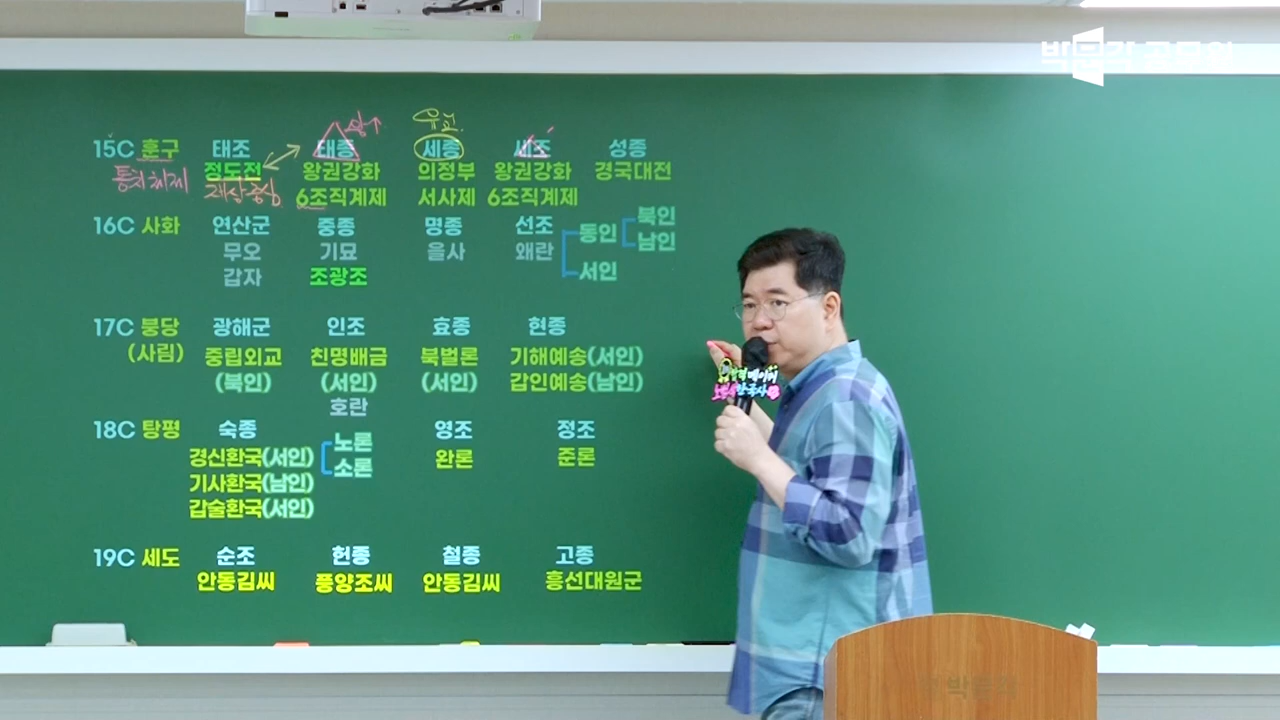 박문각 공무원
왕↑
유교
15C 훈구 태조 태종 세종 세조 성종
통치체제 정도전 왕권강화 의정부 왕권강화 경국대전
재상중심 6조직계제 서사제 6조직계제
16C 사화 연산군 중종 명종 선조 동인 북인
남인
무오 기묘 을사 왜란
갑자 조광조 서인
17C 붕당 광해군 인조 효종 현종
(사림) 중립외교 친명배금 북벌론 기해예송(서인)
(북인) (서인) (서인) 갑인예송(남인)
호란
18C 탕평 숙종 노론 영조 정조
경신환국(서인) 소론 완론 준론
기사환국(남인)
갑술환국(서인)
19C 세도 순조 헌종 철종 고종
안동김씨 풍양조씨 안동김씨 흥선대원군
한국사
박문각